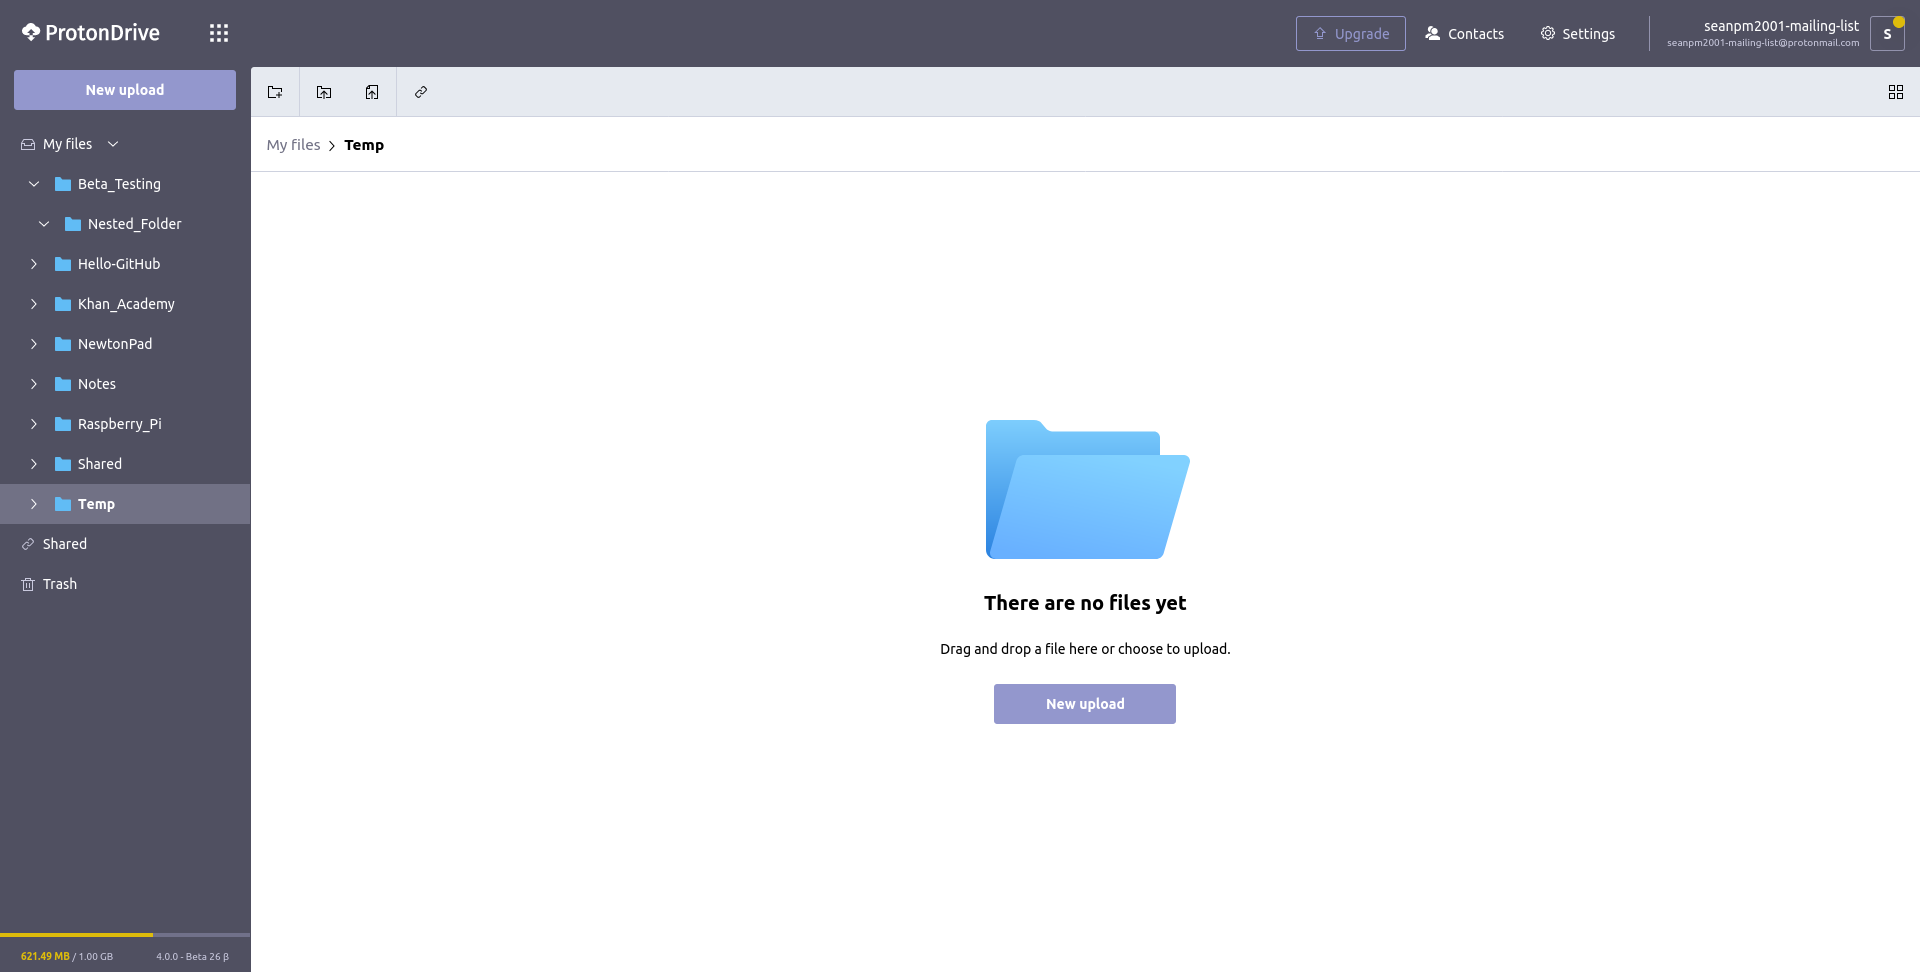 ProtonDrive
Upgrade
Contacts
Settings
seanpm2001-mailing-list
seanpm2001-mailing-list@protonmail.com
S
New upload
My files
Beta_Testing
Nested_Folder
Hello-GitHub
Khan_Academy
NewtonPad
Notes
Raspberry_Pi
Shared
Temp
Shared
Trash
621.49 MB / 1.00 GB
4.0.0 - Beta 26 β
My files > Temp
There are no files yet
Drag and drop a file here or choose to upload.
New upload